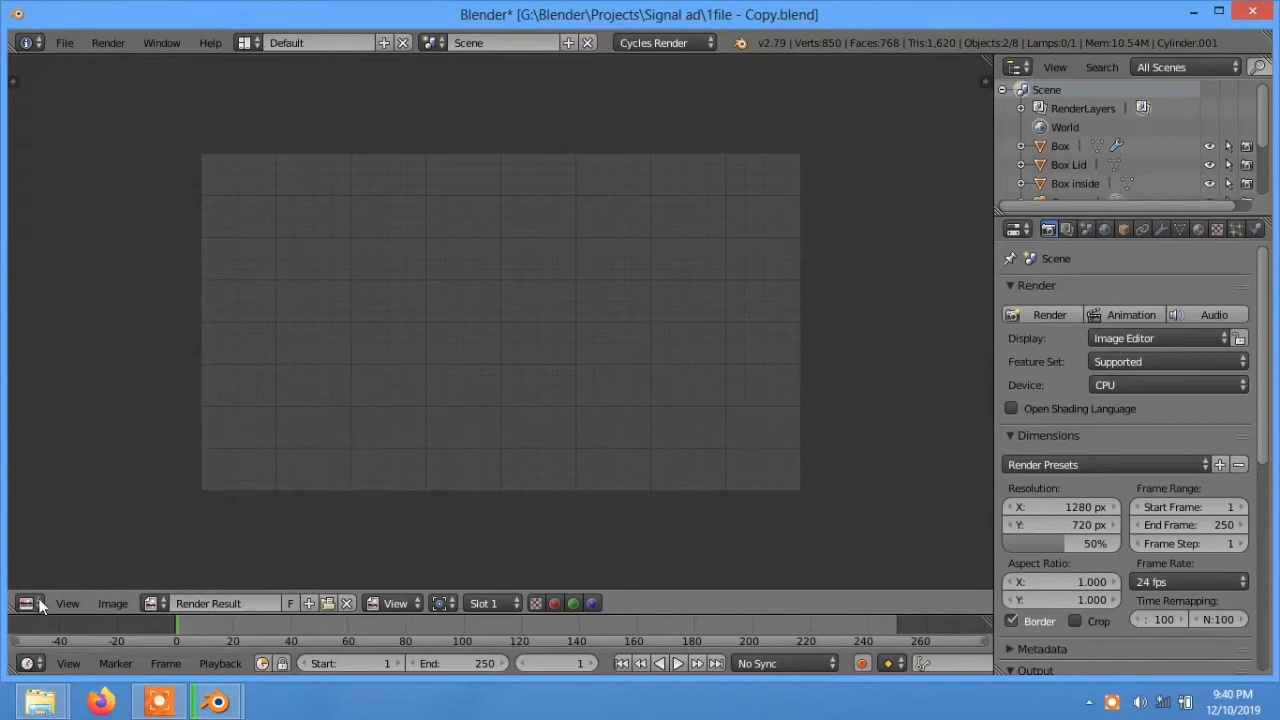 Blender* [G:\Blender\Projects\Signal ad\1file - Copy.blend]
File Render Window Help Default Scene Cycles Render v2.79 | Verts:850 | Faces:768 | Tris:1,620 | Objects:2/8 | Lamps:0/1 | Mem:10.54M | Cylinder.001
View Search All Scenes
Scene
RenderLayers
World
Box
Box Lid
Box inside
Scene
Render
Render Animation Audio
Display: Image Editor
Feature Set: Supported
Device: CPU
Open Shading Language
Dimensions
Render Presets
Resolution: Frame Range:
X: 1280 px Start Frame: 1
Y: 720 px End Frame: 250
50% Frame Step: 1
Aspect Ratio: Frame Rate:
X: 1.000 24 fps
Y: 1.000 Time Remapping:
Border Crop : 100 N:100
Metadata
Output
View Image Render Result F View Slot 1
-40 -20 0 20 40 60 80 100 120 140 160 180 200 220 240 260
View Marker Frame Playback Start: 1 End: 250 1 No Sync
9:40 PM
12/10/2019